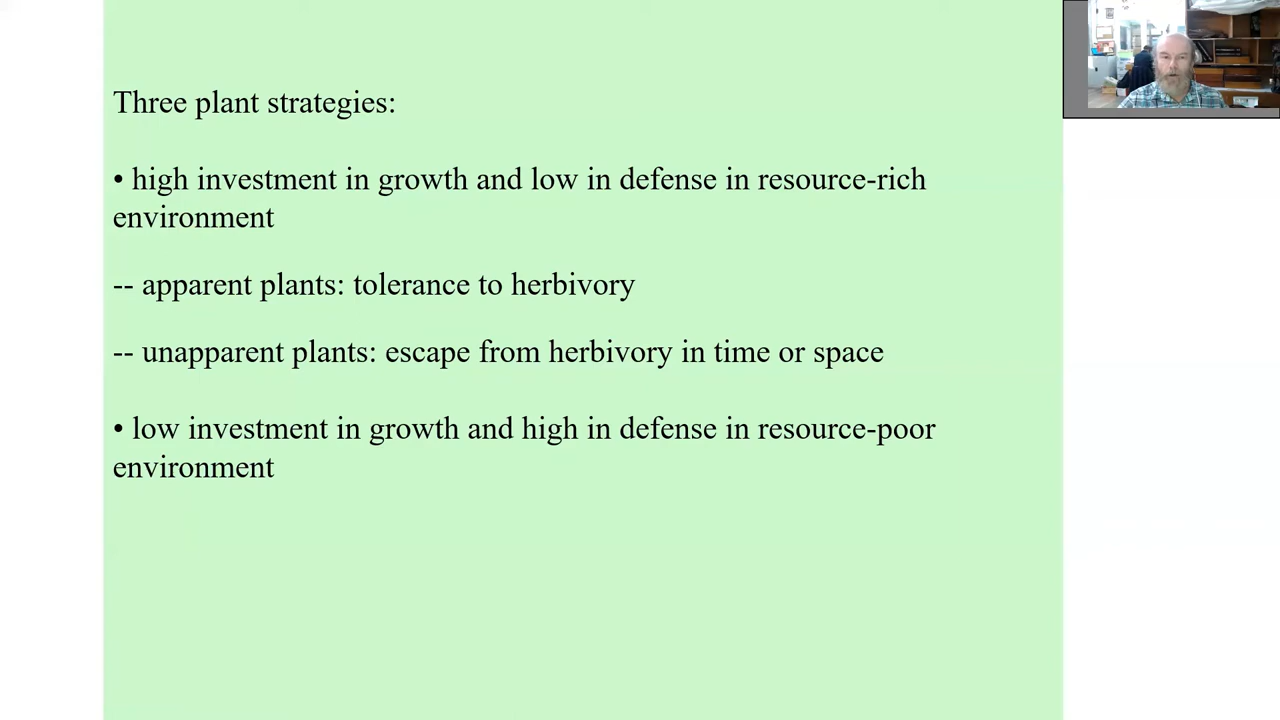 Three plant strategies:
• high investment in growth and low in defense in resource-rich
environment
-- apparent plants: tolerance to herbivory
-- unapparent plants: escape from herbivory in time or space
• low investment in growth and high in defense in resource-poor
environment